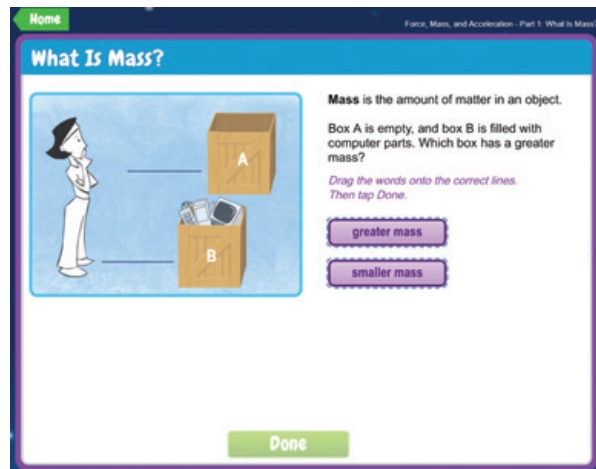 Home
Force, Mass, and Acceleration - Part 1: What Is Mass?
What Is Mass?
Mass is the amount of matter in an object.
Box A is empty, and box B is filled with
computer parts. Which box has a greater
mass?
Drag the words onto the correct lines.
Then tap Done.
A
B
greater mass
smaller mass
Done